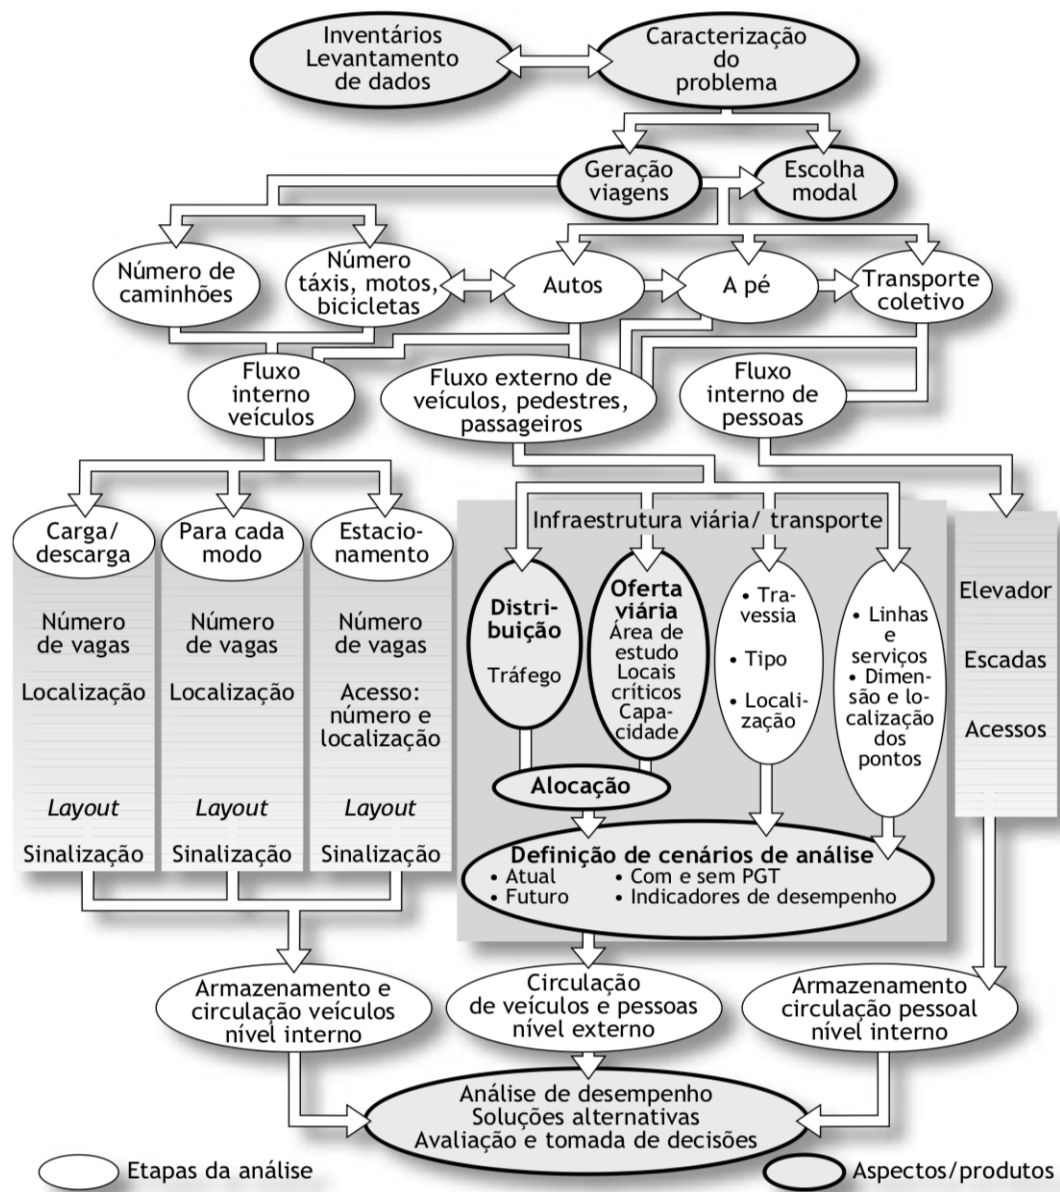 Inventários
Levantamento
de dados
Caracterização
do
problema
Geração
viagens
Escolha
modal
Número de
caminhões
Número
táxis, motos,
bicicletas
Autos
A pé
Transporte
coletivo
Fluxo
interno
veículos
Fluxo externo de
veículos, pedestres,
passageiros
Fluxo
interno de
pessoas
Carga/
descarga
Número
de vagas
Localização
Layout
Sinalização
Para cada
modo
Número
de vagas
Localização
Layout
Sinalização
Estacio-
namento
Número
de vagas
Acesso:
número e
localização
Layout
Sinalização
Infraestrutura viária/ transporte
Distri-
buição
Tráfego
Oferta
viária
Área de
estudo
Locais
críticos
Capa-
cidade
• Tra-
vessia
• Tipo
• Locali-
zação
• Linhas
e
serviços
• Dimen-
são e lo-
calização
dos
pontos
Elevador
Escadas
Acessos
Alocação
Definição de cenários de análise
• Atual
• Futuro
• Com e sem PGT
• Indicadores de desempenho
Armazenamento e
circulação veículos
nível interno
Circulação
de veículos e pessoas
nível externo
Armazenamento
circulação pessoal
nível interno
Análise de desempenho
Soluções alternativas
Avaliação e tomada de decisões
Etapas da análise
Aspectos/produtos